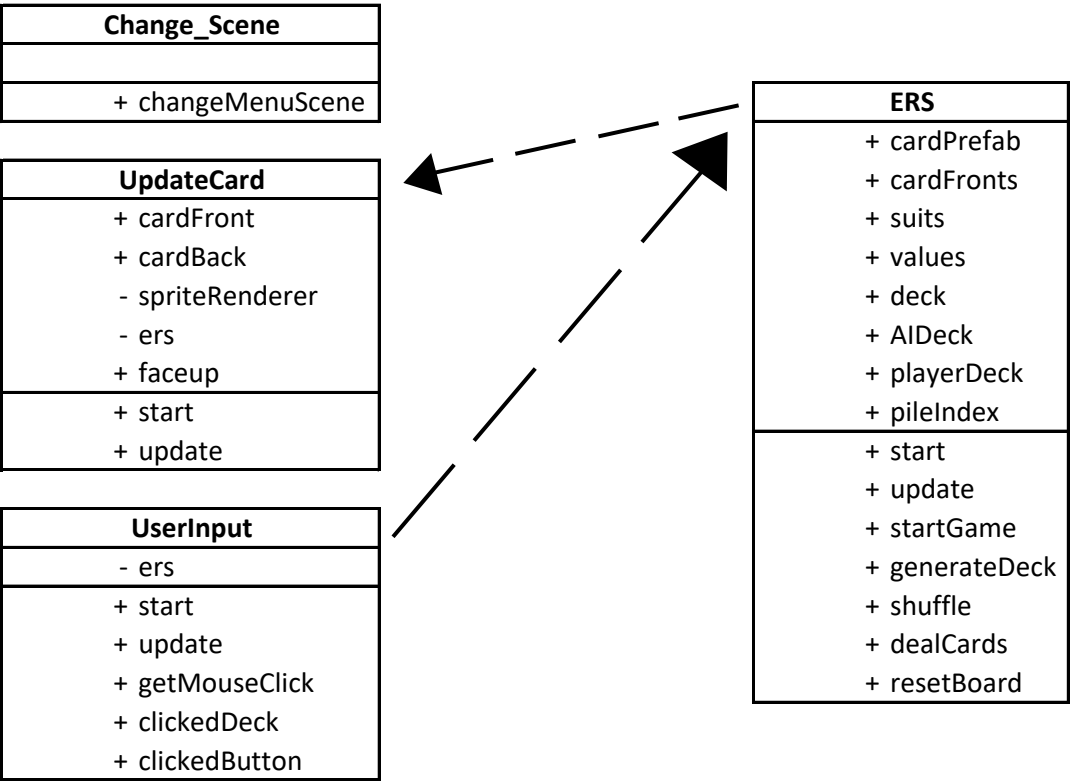 Change_Scene
+ changeMenuScene
UpdateCard
+ cardFront
+ cardBack
- spriteRenderer
- ers
+ faceup
+ start
+ update
UserInput
- ers
+ start
+ update
+ getMouseClick
+ clickedDeck
+ clickedButton
ERS
+ cardPrefab
+ cardFronts
+ suits
+ values
+ deck
+ AIDeck
+ playerDeck
+ pileIndex
+ start
+ update
+ startGame
+ generateDeck
+ shuffle
+ dealCards
+ resetBoard